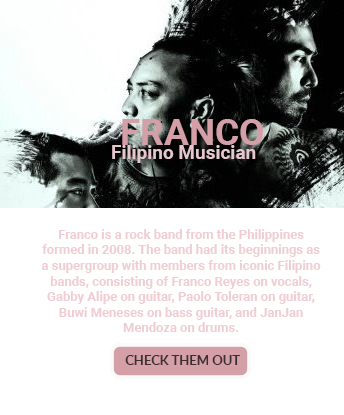 FRANCO
Filipino Musician
Franco is a rock band from the Philippines
formed in 2008. The band had its beginnings as
a supergroup with members from iconic Filipino
bands, consisting of Franco Reyes on vocals,
Gabby Alipe on guitar, Paolo Toleran on guitar,
Buwi Meneses on bass guitar, and JanJan
Mendoza on drums.
CHECK THEM OUT